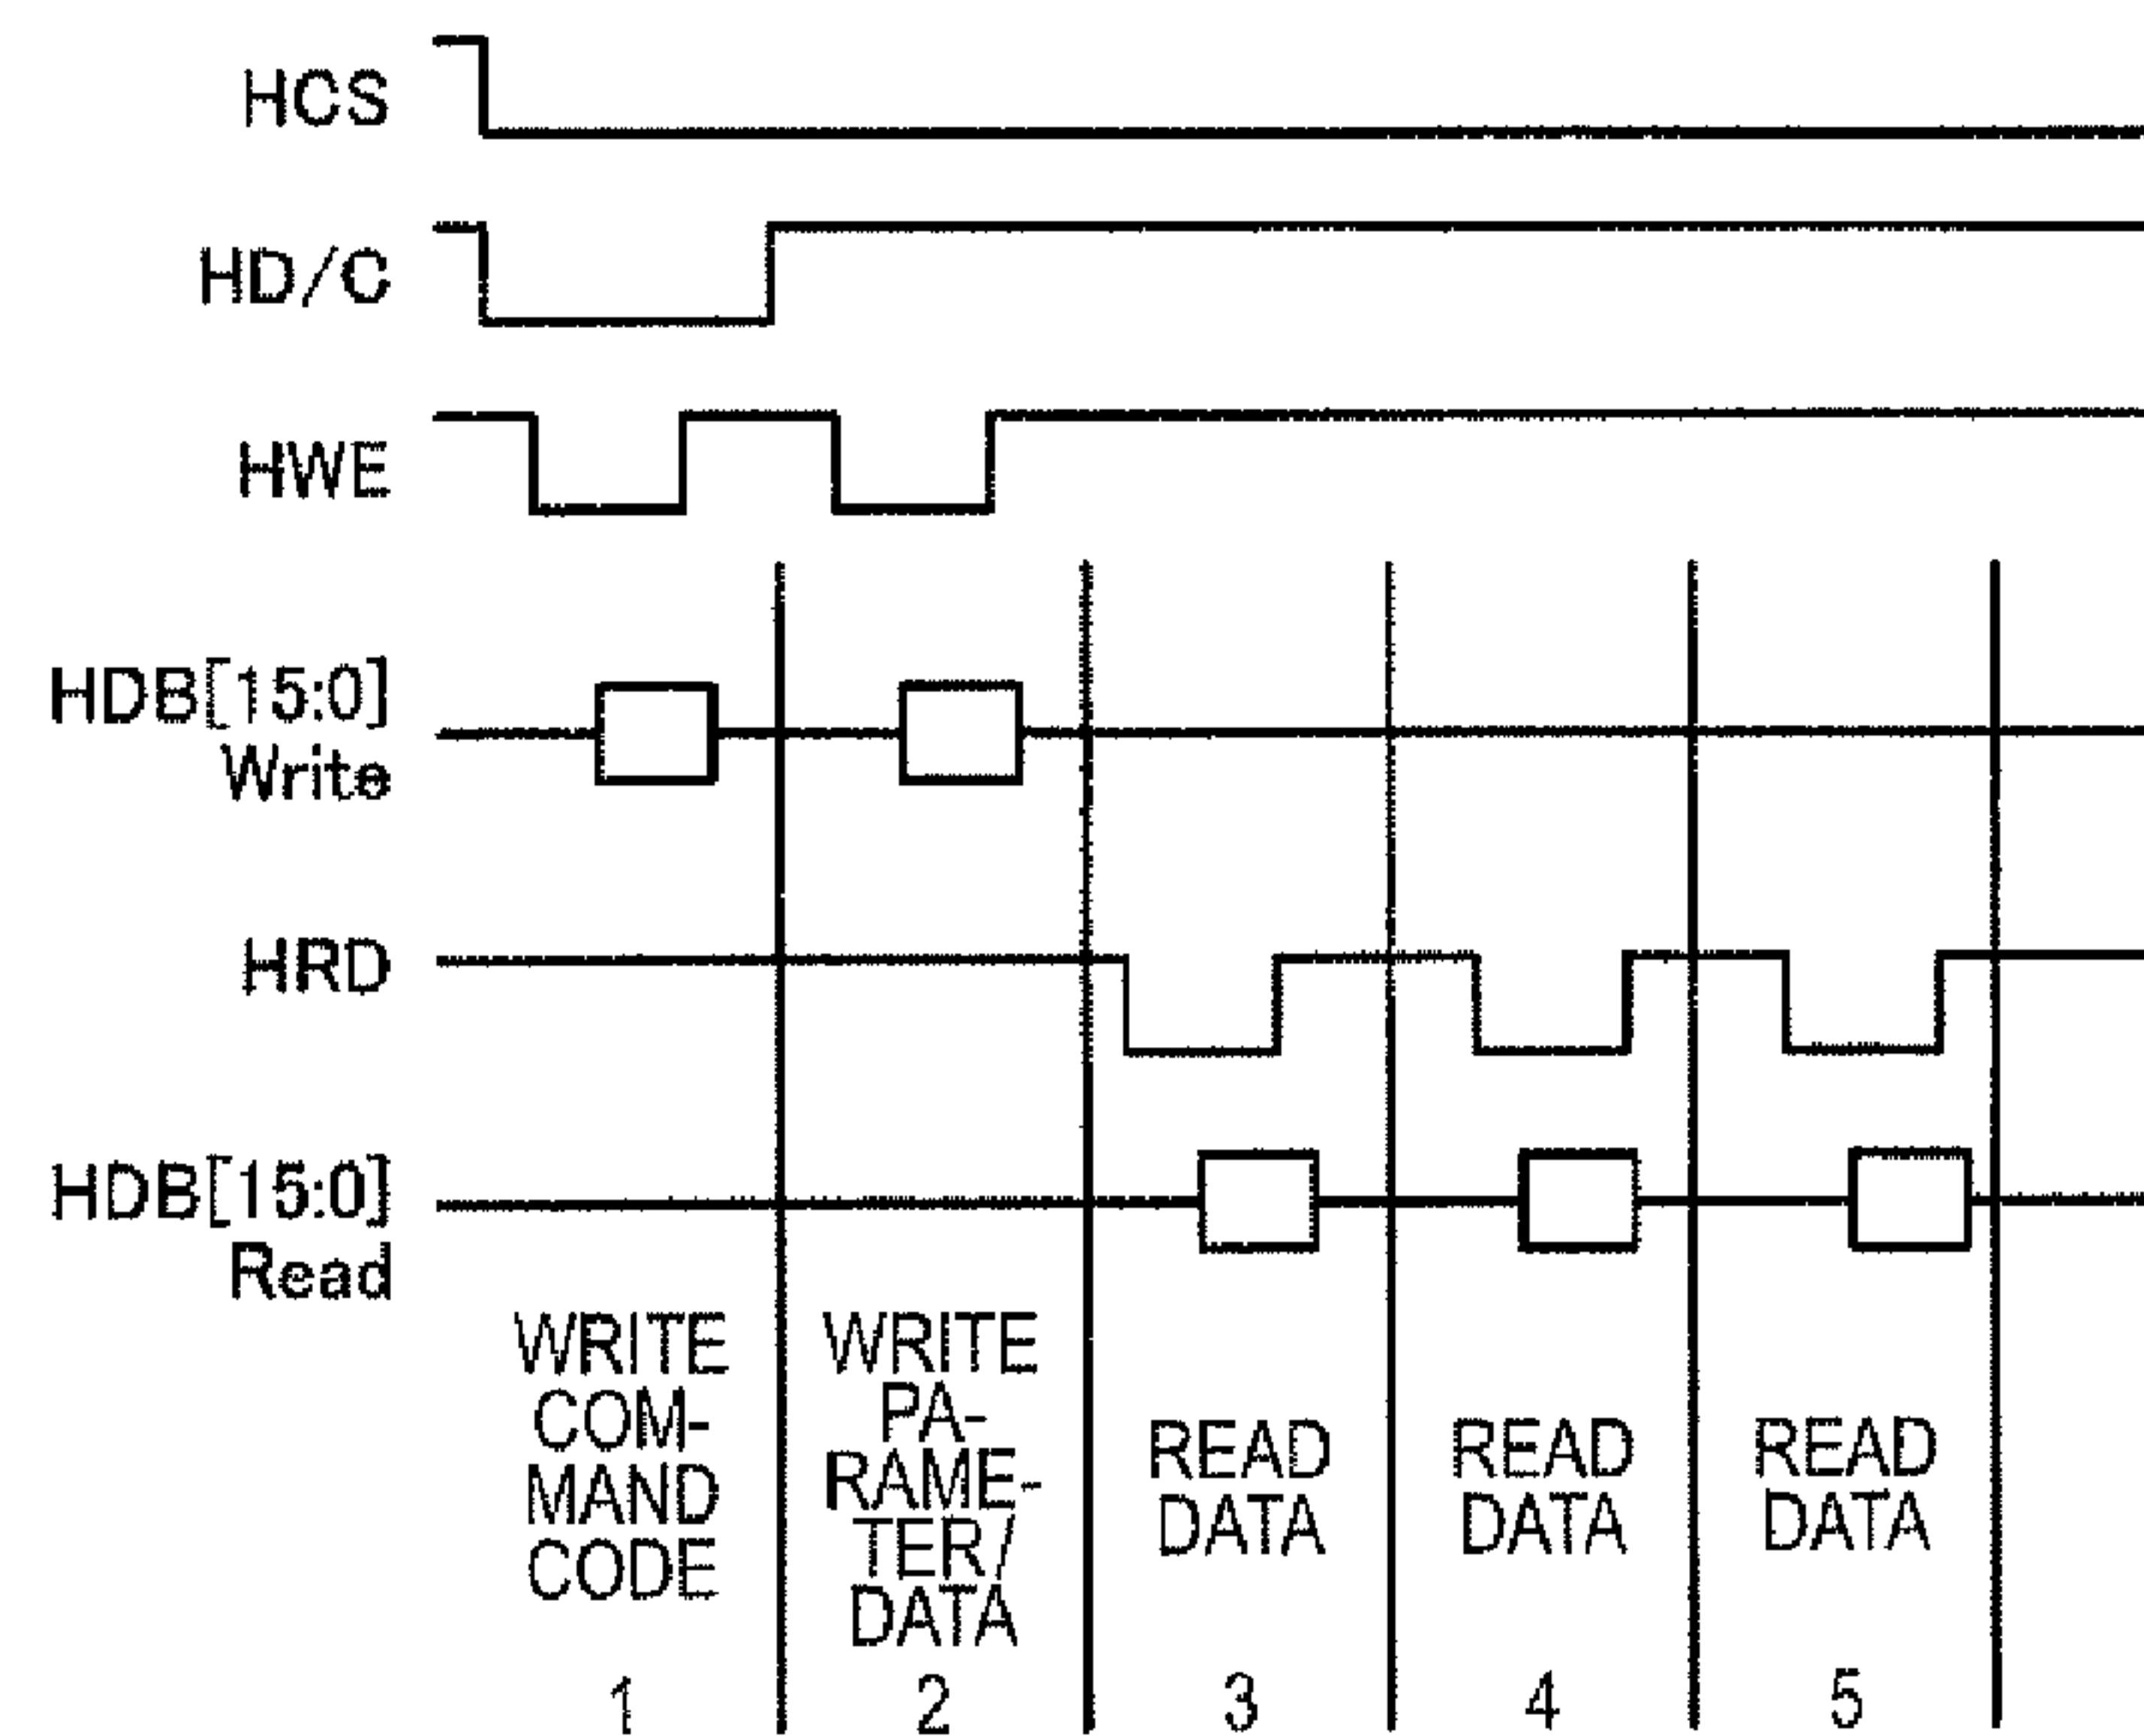 HCS
HD/C
HWE
HDB[15:0]
Write
HRD
HDB[15:0]
Read
WRITE
COM-
MAND
CODE
1
WRITE
PA-
RAME-
TER/
DATA
2
READ
DATA
3
READ
DATA
4
READ
DATA
5